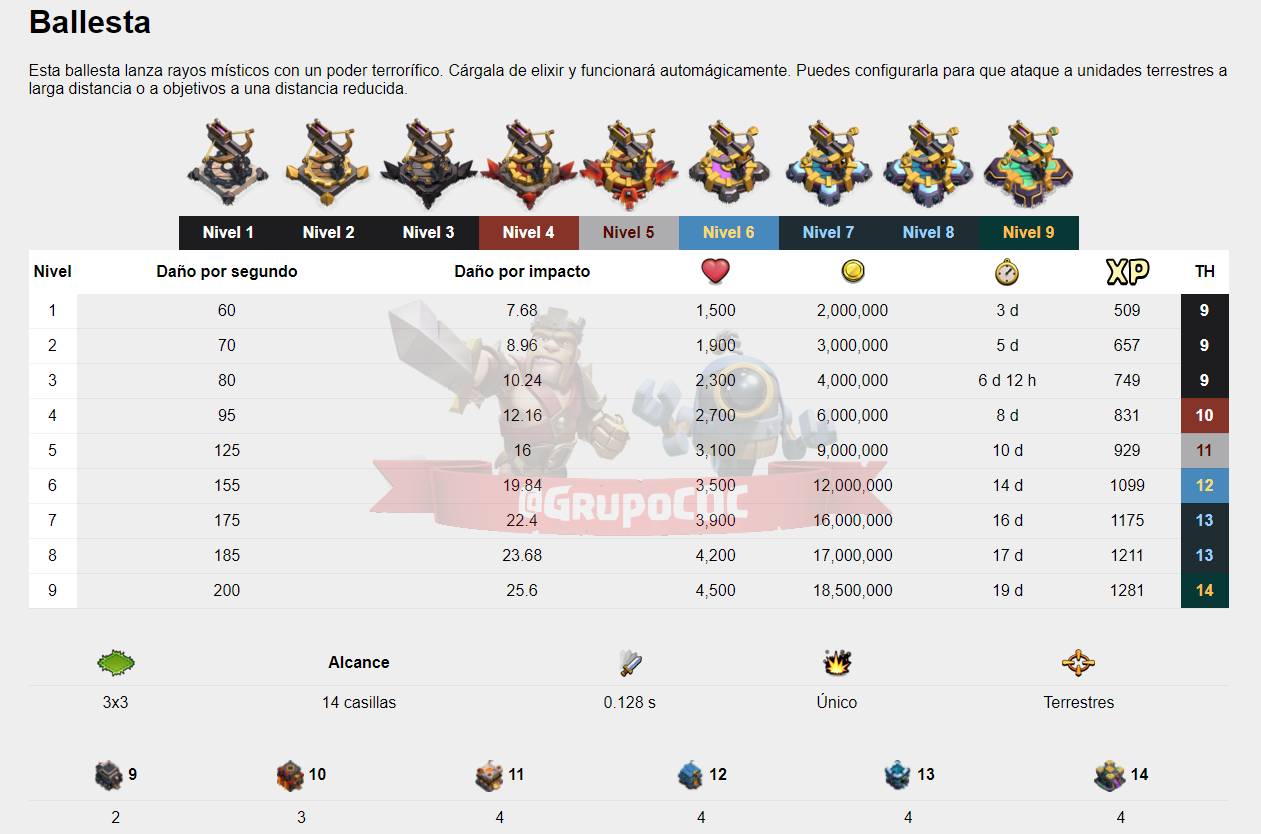 Ballesta
Esta ballesta lanza rayos místicos con un poder terrorífico. Cárgala de elixir y funcionará automágicamente. Puedes configurarla para que ataque a unidades terrestres a
larga distancia o a objetivos a una distancia reducida.
Nivel 1 Nivel 2 Nivel 3 Nivel 4 Nivel 5 Nivel 6 Nivel 7 Nivel 8 Nivel 9
Nivel Daño por segundo Daño por impacto XP TH
1 60 7.68 1,500 2,000,000 3 d 509 9
2 70 8.96 1,900 3,000,000 5 d 657 9
3 80 10.24 2,300 4,000,000 6 d 12 h 749 9
4 95 12.16 2,700 6,000,000 8 d 831 10
5 125 16 3,100 9,000,000 10 d 929 11
6 155 19.84 3,500 12,000,000 14 d 1099 12
@GRUPOCDC
7 175 22.4 3,900 16,000,000 16 d 1175 13
8 185 23.68 4,200 17,000,000 17 d 1211 13
9 200 25.6 4,500 18,500,000 19 d 1281 14
Alcance
3x3 14 casillas 0.128 s Único Terrestres
9 10 11 12 13 14
2 3 4 4 4 4